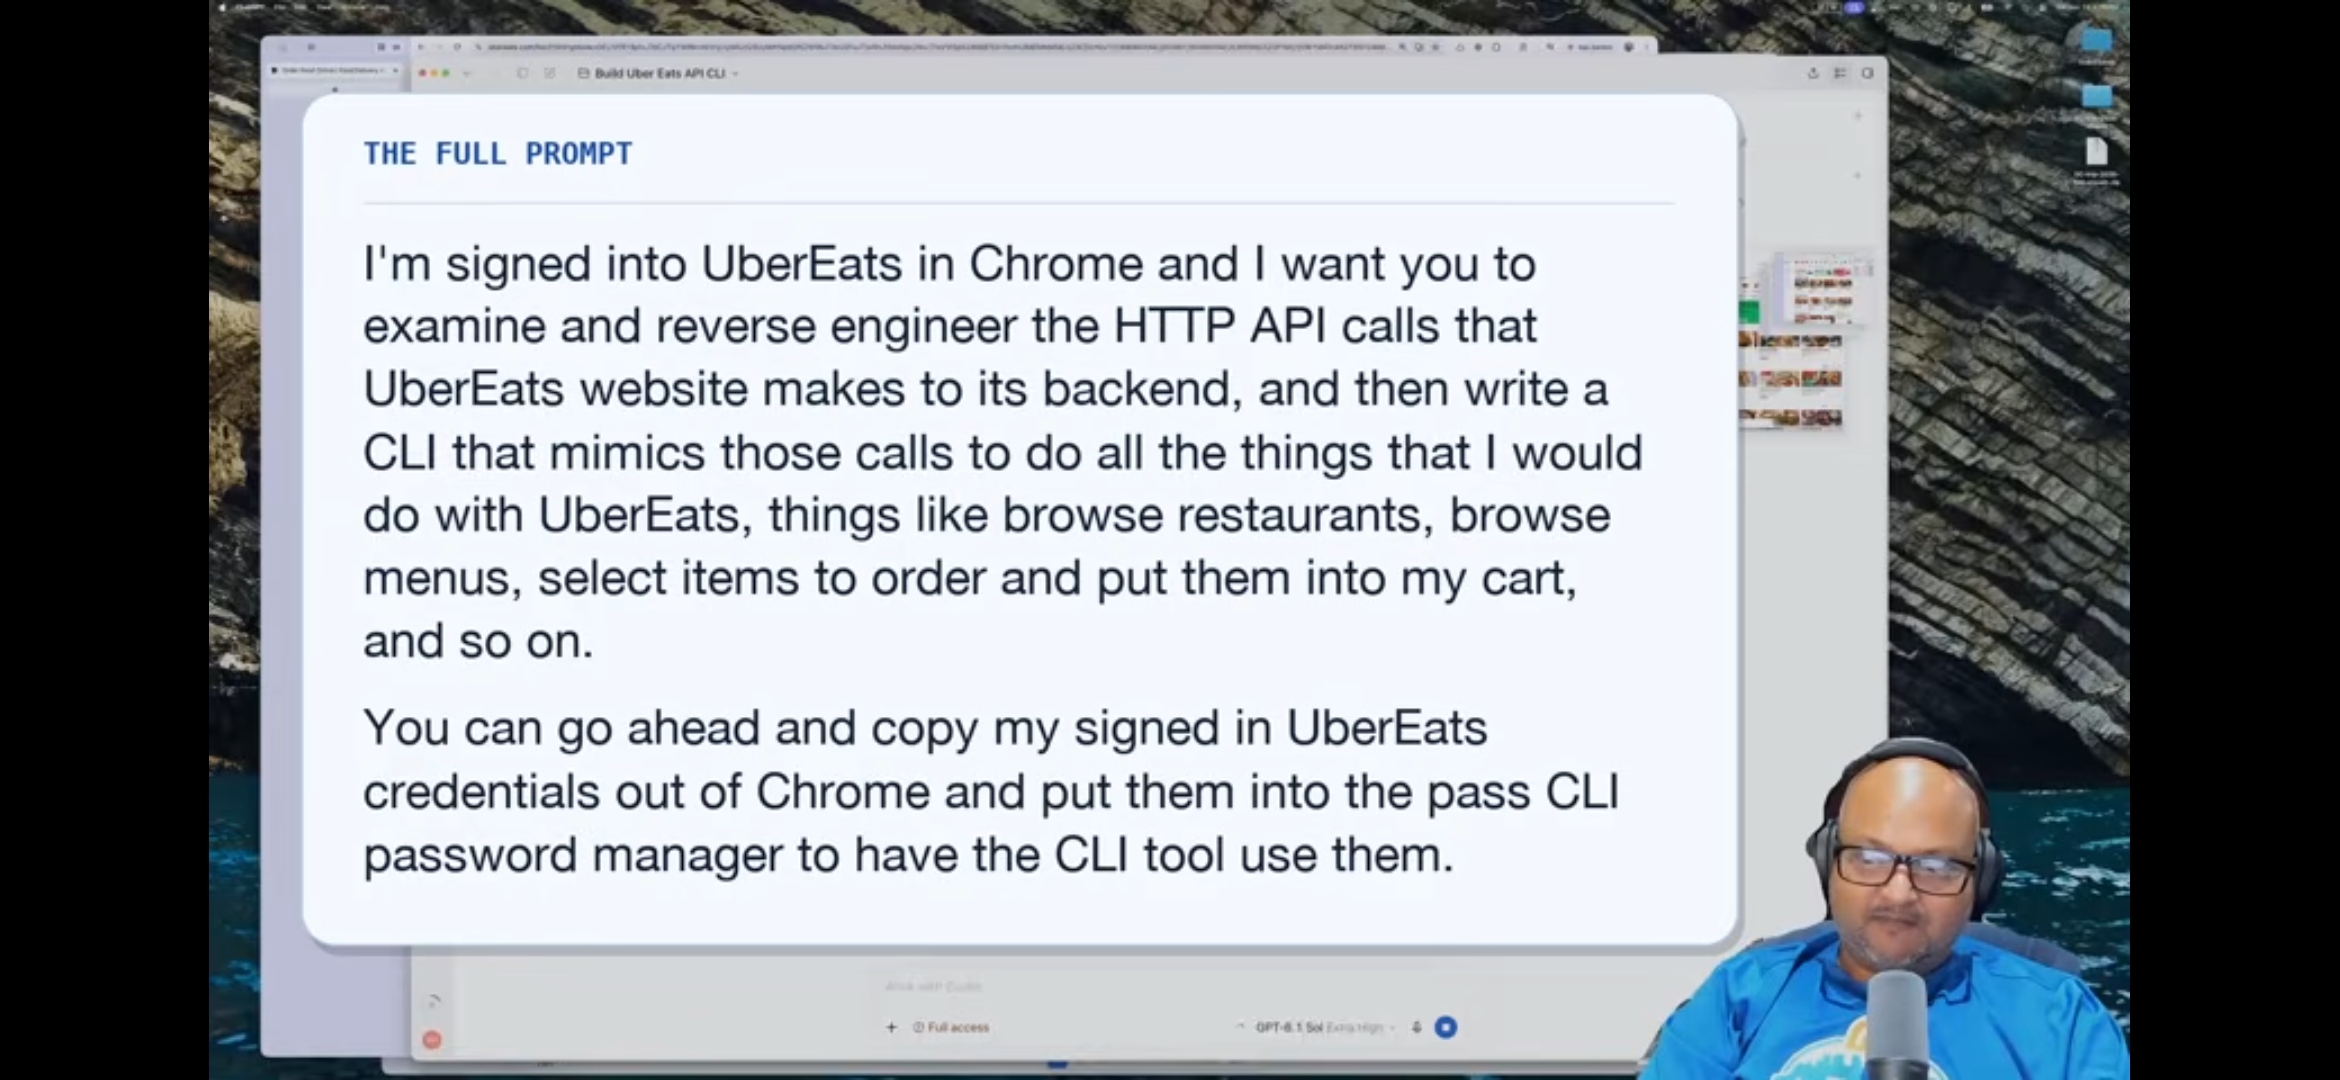 Build Uber Eats API CLI
THE FULL PROMPT
I'm signed into UberEats in Chrome and I want you to
examine and reverse engineer the HTTP API calls that
UberEats website makes to its backend, and then write a
CLI that mimics those calls to do all the things that I would
do with UberEats, things like browse restaurants, browse
menus, select items to order and put them into my cart,
and so on.
You can go ahead and copy my signed in UberEats
credentials out of Chrome and put them into the pass CLI
password manager to have the CLI tool use them.
Full access
Extra High